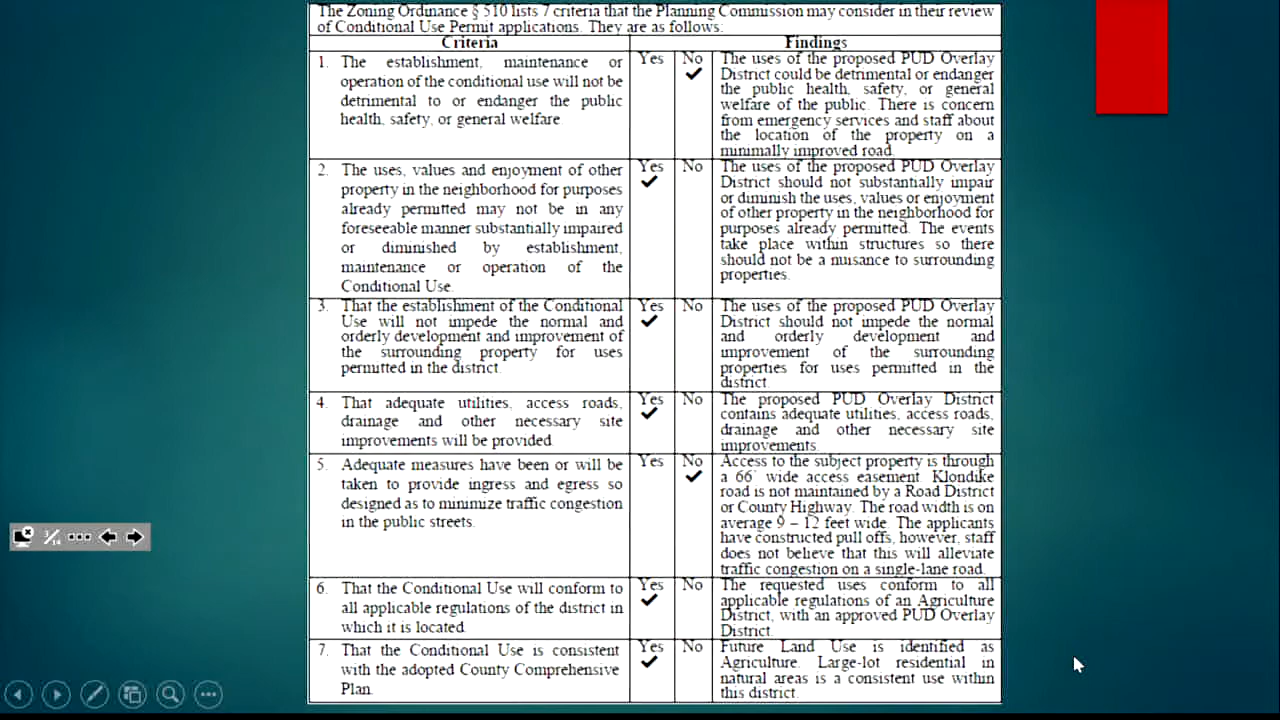 The Zoning Ordinance § 510 lists 7 criteria that the Planning Commission may consider in their review
of Conditional Use Permit applications. They are as follows:
Criteria
Findings
1. The establishment, maintenance or
operation of the conditional use will not be
detrimental to or endanger the public
health, safety, or general welfare.
Yes
No
✔
The uses of the proposed PUD Overlay
District could be detrimental or endanger
the public health, safety, or general
welfare of the public. There is concern
from emergency services and staff about
the location of the property on a
minimally improved road.
2. The uses, values and enjoyment of other
property in the neighborhood for purposes
already permitted may not be in any
foreseeable manner substantially impaired
or diminished by establishment,
maintenance or operation of the
Conditional Use.
Yes
✔
No
The uses of the proposed PUD Overlay
District should not substantially impair
or diminish the uses, values or enjoyment
of other property in the neighborhood for
purposes already permitted. The events
take place within structures so there
should not be a nuisance to surrounding
properties.
3. That the establishment of the Conditional
Use will not impede the normal and
orderly development and improvement of
the surrounding property for uses
permitted in the district.
Yes
✔
No
The uses of the proposed PUD Overlay
District should not impede the normal
and orderly development and
improvement of the surrounding
properties for uses permitted in the
district.
4. That adequate utilities, access roads,
drainage and other necessary site
improvements will be provided.
Yes
✔
No
The proposed PUD Overlay District
contains adequate utilities, access roads,
drainage and other necessary site
improvements.
5. Adequate measures have been or will be
taken to provide ingress and egress so
designed as to minimize traffic congestion
in the public streets.
Yes
No
✔
Access to the subject property is through
a 66' wide access easement. Klondike
road is not maintained by a Road District
or County Highway. The road width is on
average 9 – 12 feet wide. The applicants
have constructed pull offs, however, staff
does not believe that this will alleviate
traffic congestion on a single-lane road.
6. That the Conditional Use will conform to
all applicable regulations of the district in
which it is located.
Yes
✔
No
The requested uses conform to all
applicable regulations of an Agriculture
District, with an approved PUD Overlay
District.
7. That the Conditional Use is consistent
with the adopted County Comprehensive
Plan.
Yes
✔
No
Future Land Use is identified as
Agriculture. Large-lot residential in
natural areas is a consistent use within
this district.